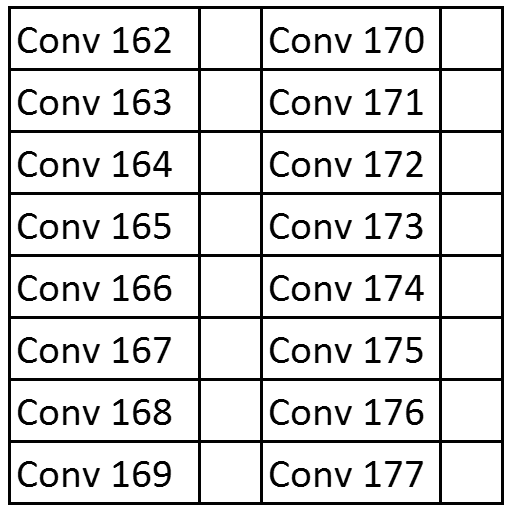 Conv 162 Conv 170
Conv 163 Conv 171
Conv 164 Conv 172
Conv 165 Conv 173
Conv 166 Conv 174
Conv 167 Conv 175
Conv 168 Conv 176
Conv 169 Conv 177